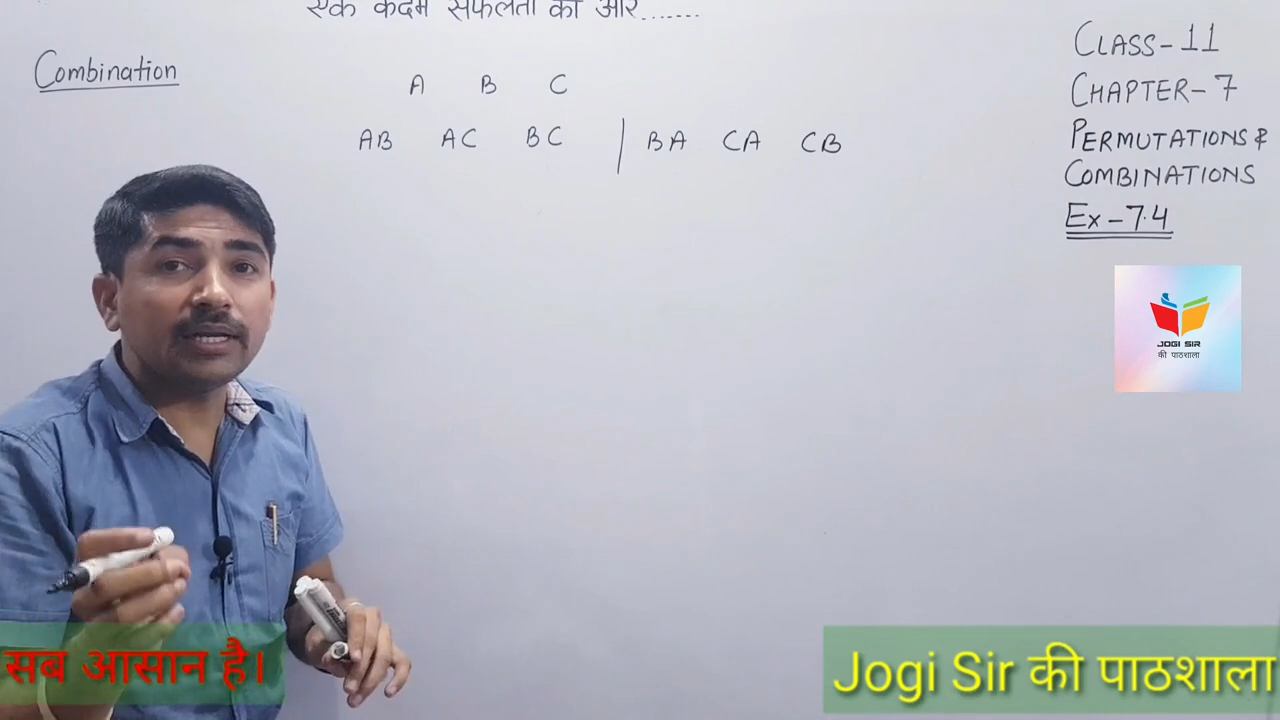 एक कदम सफलता की ओर.......
Combination
A B C
AB AC BC | BA CA CB
CLASS-11
CHAPTER-7
PERMUTATIONS &
COMBINATIONS
Ex-7.4
JOGI SIR
की पाठशाला
सब आसान है।
Jogi Sir की पाठशाला